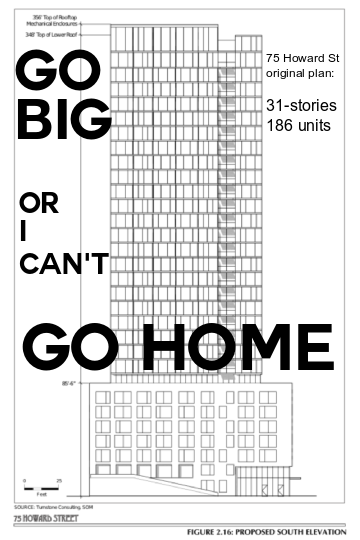 356' Top of Rooftop
Mechanical Enclosures
348' Top of Lower Roof
GO
BIG
75 Howard St
original plan:
31-stories
186 units
OR
I
CAN'T
GO HOME
85'-6"
0 25
Feet
SOURCE: Turnstone Consulting, SOM
75 HOWARD STREET
FIGURE 2.16: PROPOSED SOUTH ELEVATION